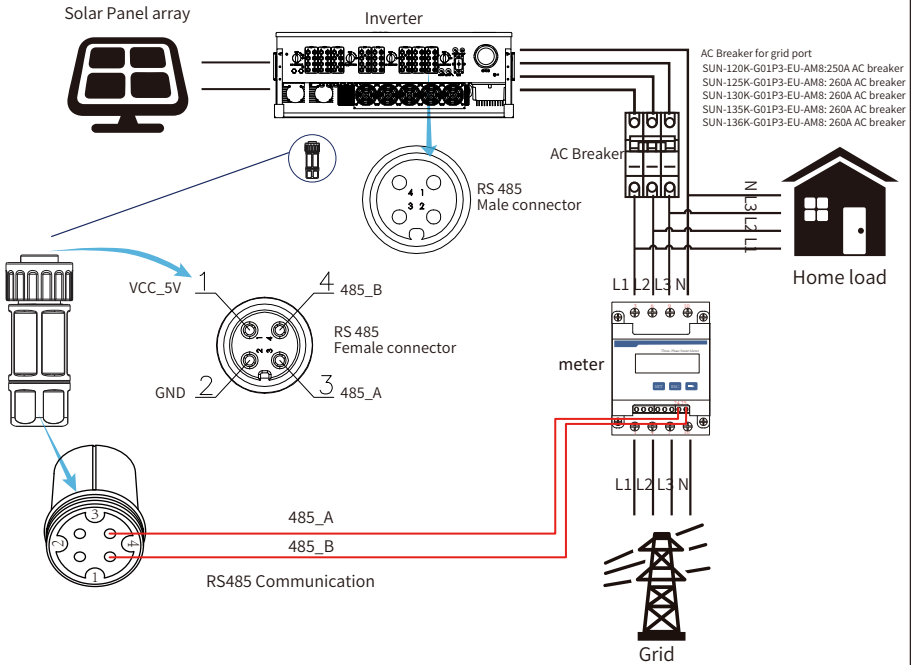 Solar Panel array
Inverter
AC Breaker for grid port
SUN-120K-G01P3-EU-AM8:250A AC breaker
SUN-125K-G01P3-EU-AM8: 260A AC breaker
SUN-130K-G01P3-EU-AM8: 260A AC breaker
SUN-135K-G01P3-EU-AM8: 260A AC breaker
SUN-136K-G01P3-EU-AM8: 260A AC breaker
AC Breaker
4 1
3 2
RS 485
Male connector
N
L3
L2
L1
Home load
1
VCC_5V
4
485_B
1 4
2 3
RS 485
Female connector
2
GND
3
485_A
L1 L2 L3 N
meter
L1 L2 L3 N
3
2
4
1
485_A
485_B
RS485 Communication
Grid